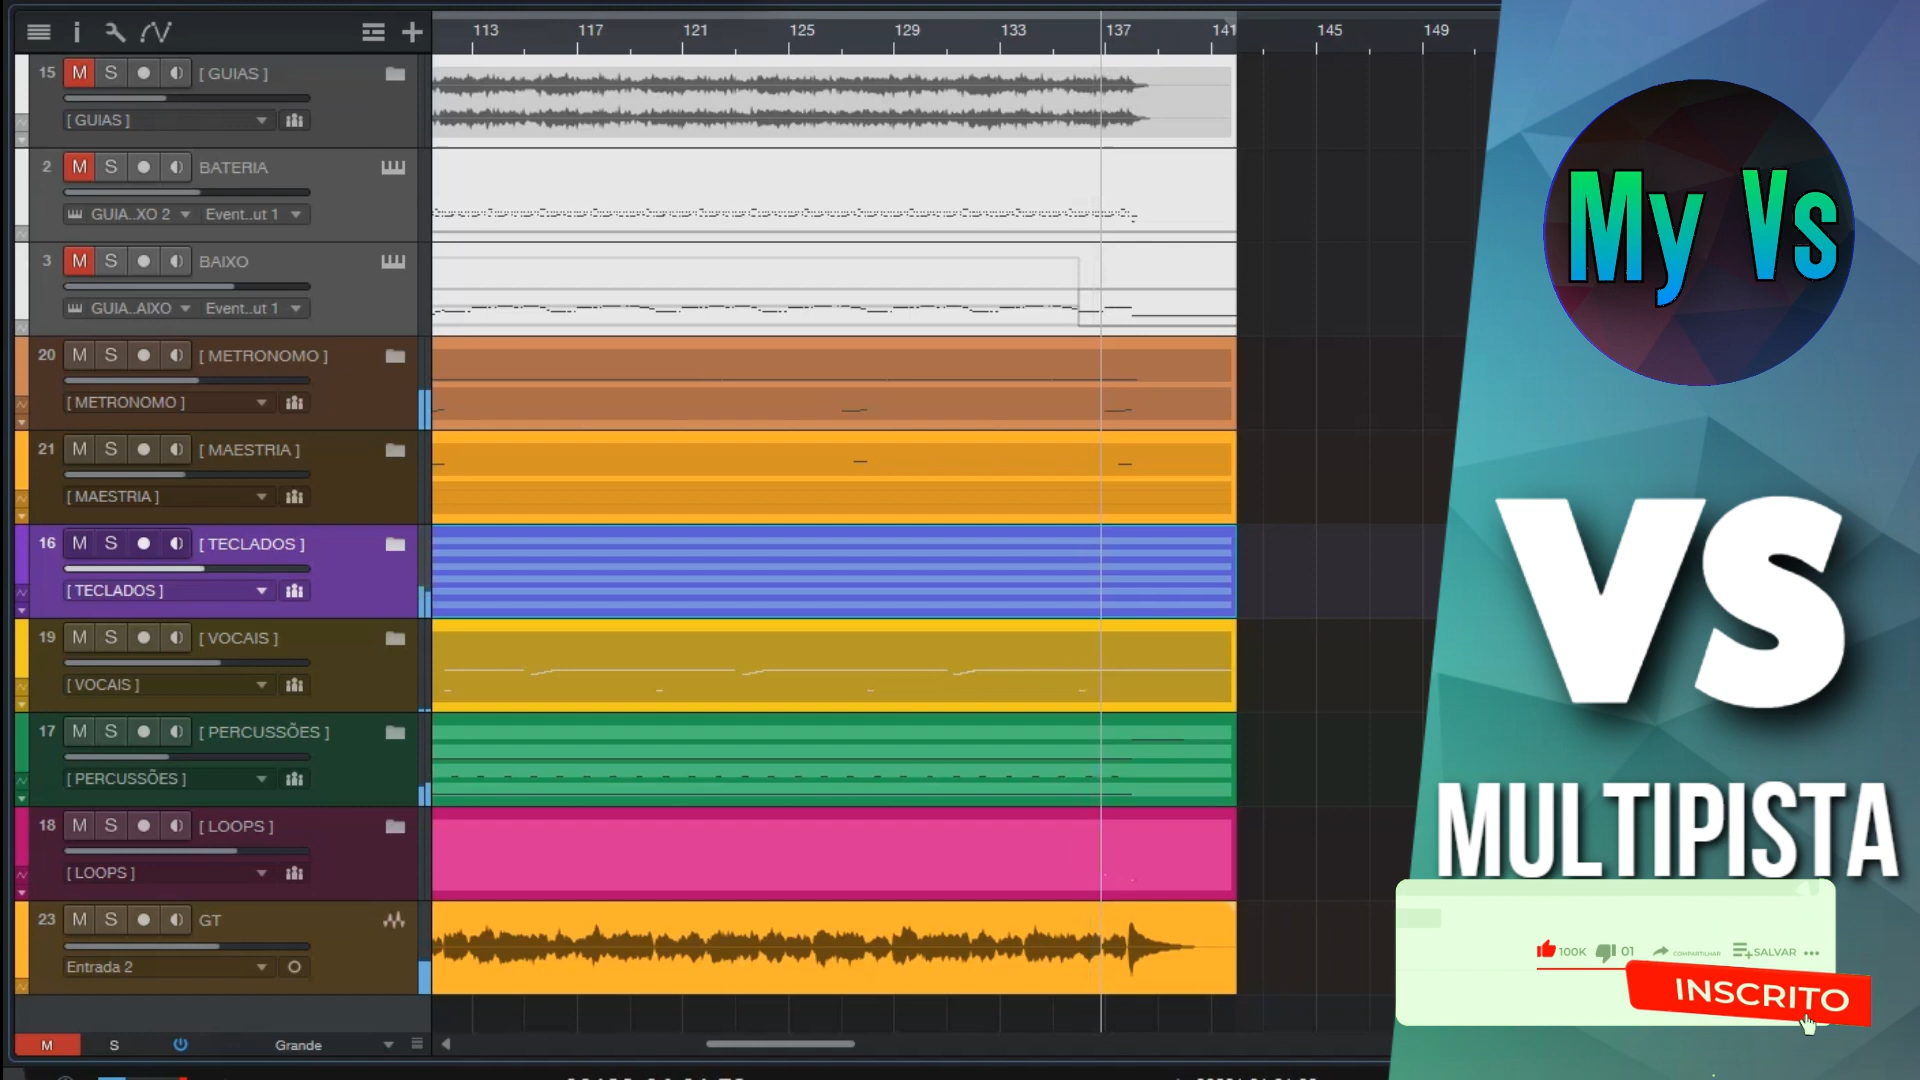 113 117 121 125 129 133 137 141 145 149
15 M S [ GUIAS ]
[ GUIAS ]
2 M S BATERIA
GUIA..XO 2 Event..ut 1
3 M S BAIXO
GUIA..AIXO Event..ut 1
20 M S [ METRONOMO ]
[ METRONOMO ]
21 M S [ MAESTRIA ]
[ MAESTRIA ]
16 M S [ TECLADOS ]
[ TECLADOS ]
19 M S [ VOCAIS ]
[ VOCAIS ]
17 M S [ PERCUSSÕES ]
[ PERCUSSÕES ]
18 M S [ LOOPS ]
[ LOOPS ]
23 M S GT
Entrada 2
M S Grande
My Vs
VS
MULTIPISTA
100K 01 COMPARTILHAR SALVAR
INSCRITO